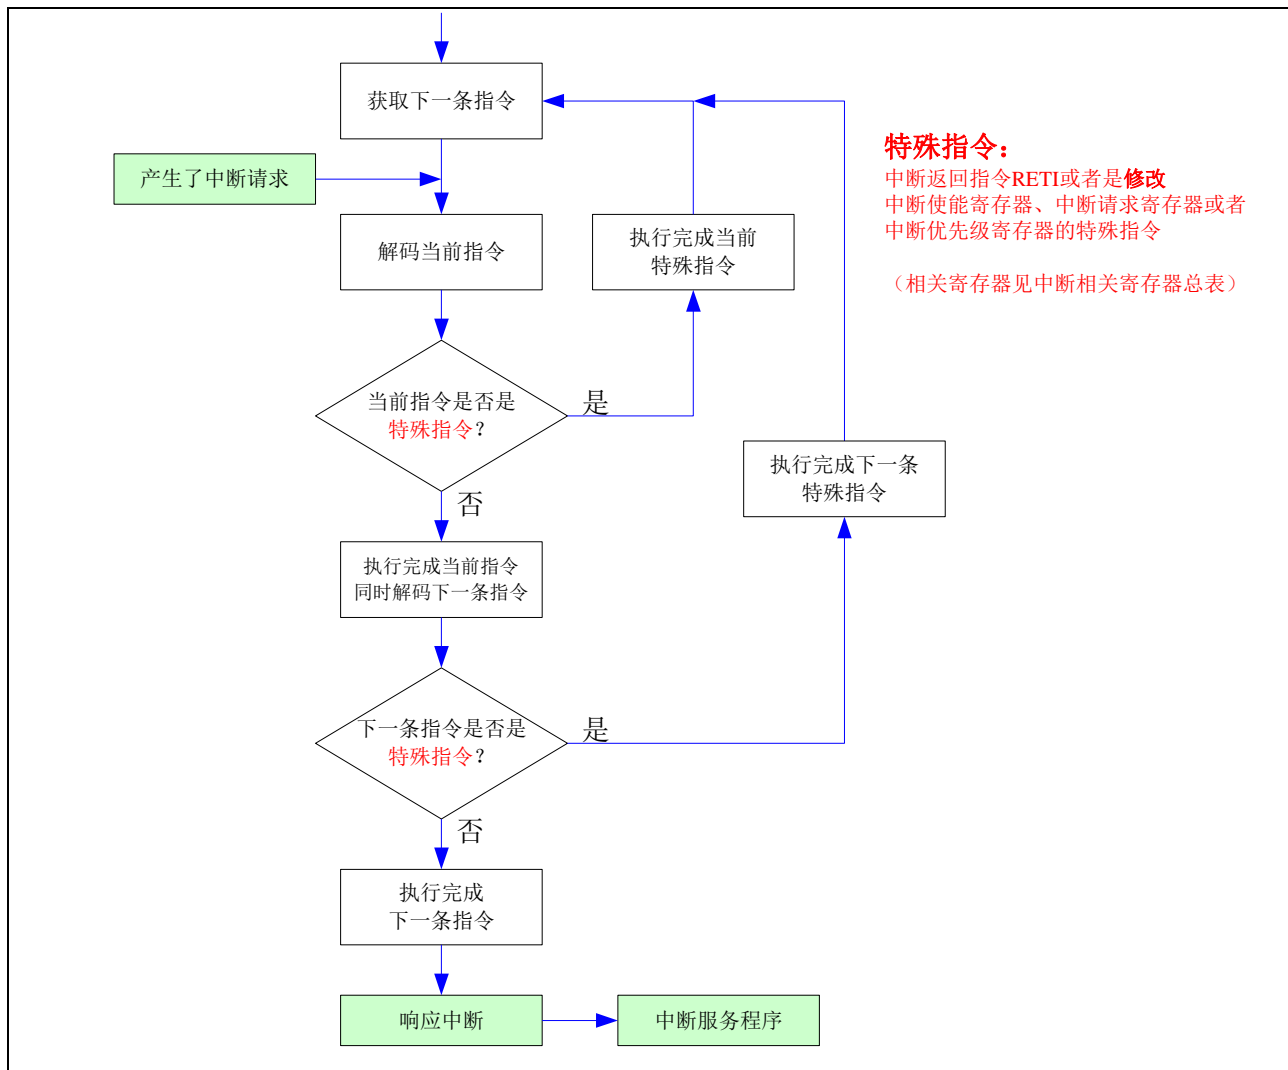 获取下一条指令
产生了中断请求
解码当前指令
执行完成当前
特殊指令
特殊指令：
中断返回指令RETI或者是修改
中断使能寄存器、中断请求寄存器或者
中断优先级寄存器的特殊指令
（相关寄存器见中断相关寄存器总表）
当前指令是否是
特殊指令？
是
否
执行完成下一条
特殊指令
执行完成当前指令
同时解码下一条指令
下一条指令是否是
特殊指令？
是
否
执行完成
下一条指令
响应中断
中断服务程序